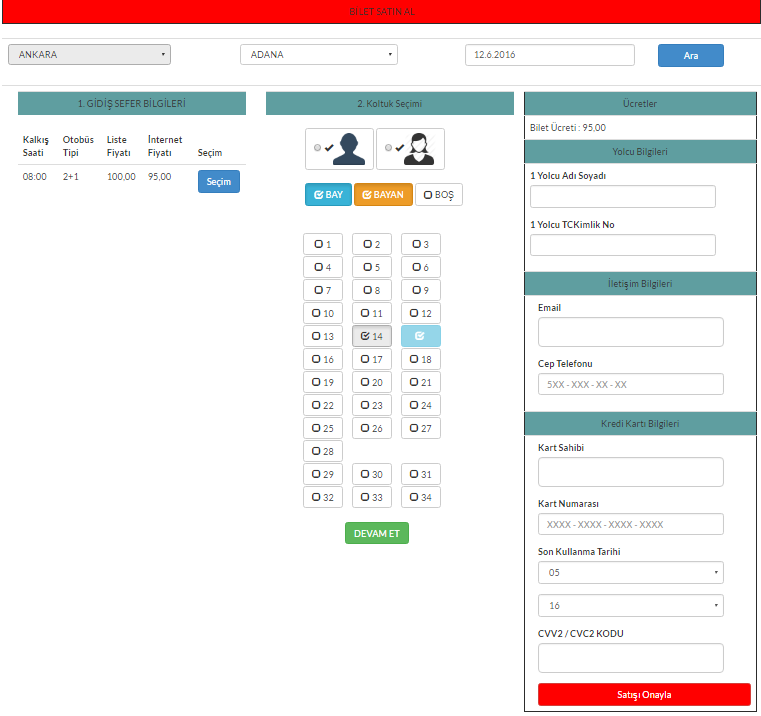 BİLET SATIN AL
ANKARA ADANA 12.6.2016 Ara
1. GİDİŞ SEFER BİLGİLERİ
Kalkış Saati Otobüs Tipi Liste Fiyatı İnternet Fiyatı Seçim
08:00 2+1 100,00 95,00 Seçim
2. Koltuk Seçimi
BAY BAYAN BOŞ
1 2 3
4 5 6
7 8 9
10 11 12
13 14
16 17 18
19 20 21
22 23 24
25 26 27
28
29 30 31
32 33 34
DEVAM ET
Ücretler
Bilet Ücreti : 95,00
Yolcu Bilgileri
1 Yolcu Adı Soyadı
1 Yolcu TCKimlik No
İletişim Bilgileri
Email
Cep Telefonu
5XX - XXX - XX - XX
Kredi Kartı Bilgileri
Kart Sahibi
Kart Numarası
XXXX - XXXX - XXXX - XXXX
Son Kullanma Tarihi
05
16
CVV2 / CVC2 KODU
Satışı Onayla